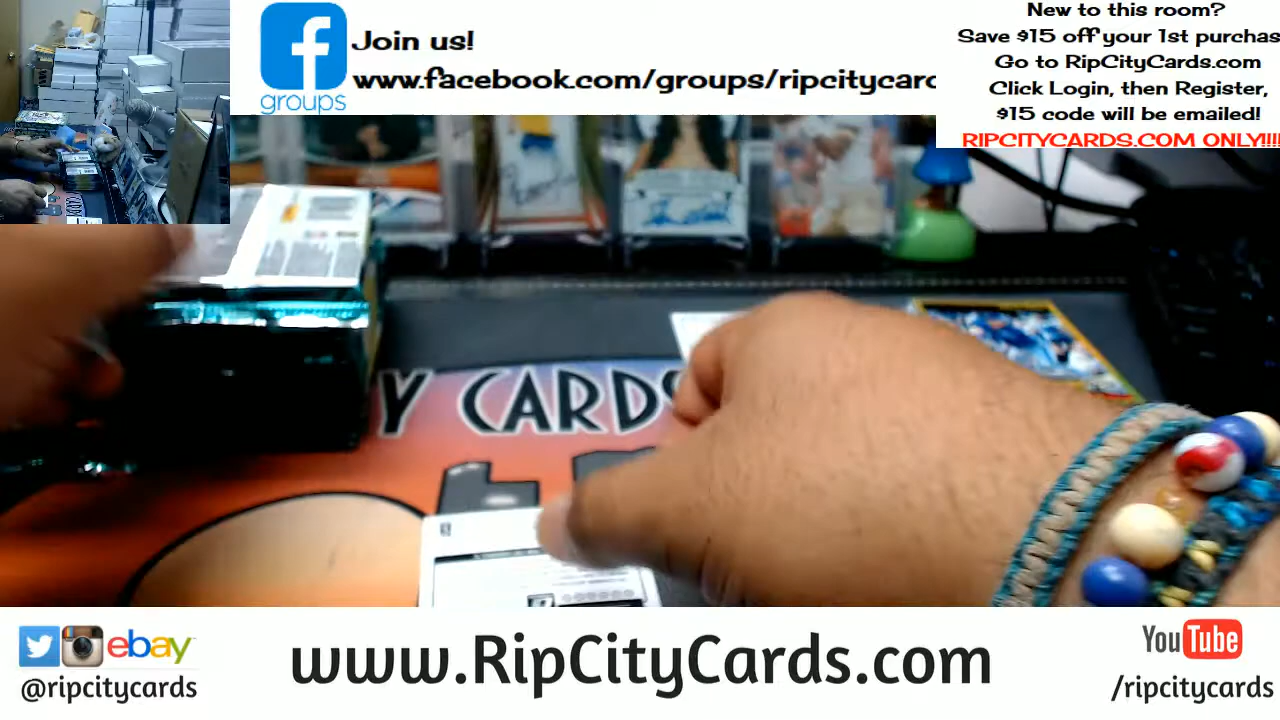 Join us!
www.facebook.com/groups/ripcitycarc
groups
New to this room?
Save $15 off your 1st purchas
Go to RipCityCards.com
Click Login, then Register,
$15 code will be emailed!
RIPCITYCARDS.COM ONLY!!!!
Y CARDS
ebay
@ripcitycards
www.RipCityCards.com
YouTube
/ripcitycards